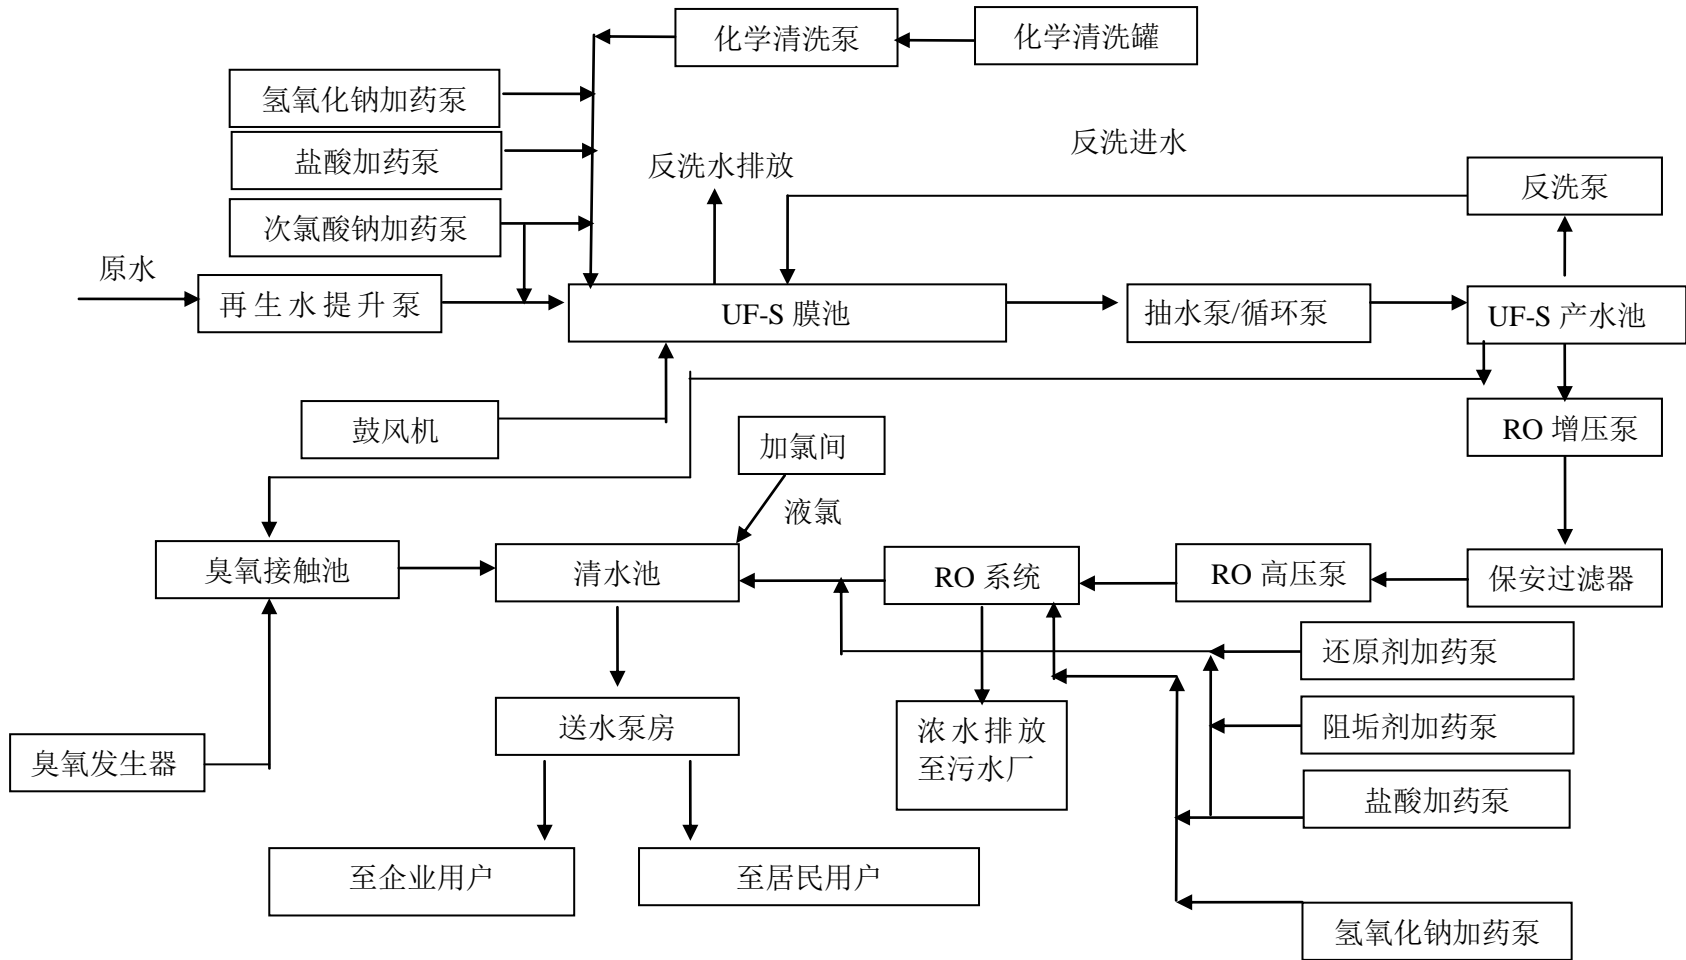 化学清洗泵
化学清洗罐
氢氧化钠加药泵
盐酸加药泵
反洗水排放
反洗进水
反洗泵
次氯酸钠加药泵
原水
再生水提升泵
UF-S 膜池
抽水泵/循环泵
UF-S 产水池
鼓风机
加氯间
RO 增压泵
液氯
臭氧接触池
清水池
RO 系统
RO 高压泵
保安过滤器
还原剂加药泵
送水泵房
浓水排放
至污水厂
阻垢剂加药泵
臭氧发生器
盐酸加药泵
至企业用户
至居民用户
氢氧化钠加药泵